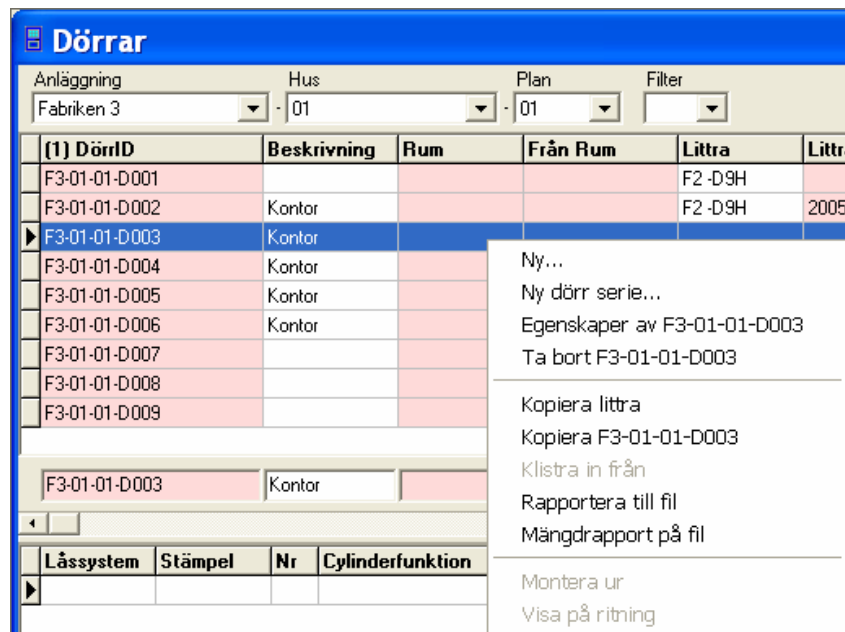 Dörrar
Anläggning Hus Plan Filter
Fabriken 3 - 01 - 01
(1) DörrID Beskrivning Rum Från Rum Littra Littra
F3-01-01-D001 F2 -D9H
F3-01-01-D002 Kontor F2 -D9H 2005
F3-01-01-D003 Kontor
F3-01-01-D004 Kontor
F3-01-01-D005 Kontor
F3-01-01-D006 Kontor
F3-01-01-D007
F3-01-01-D008
F3-01-01-D009
F3-01-01-D003 Kontor
Låssystem Stämpel Nr Cylinderfunktion
Ny...
Ny dörr serie...
Egenskaper av F3-01-01-D003
Ta bort F3-01-01-D003
Kopiera littra
Kopiera F3-01-01-D003
Klistra in från
Rapportera till fil
Mängdrapport på fil
Montera ur
Visa på ritning